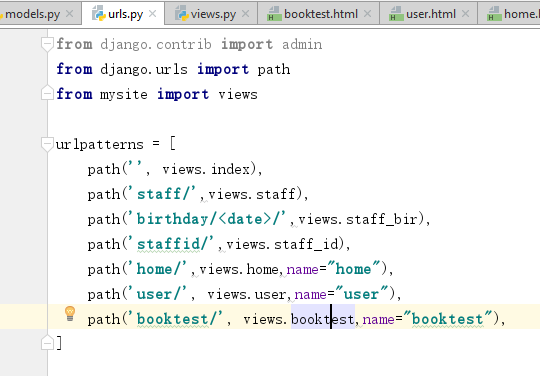 models.py × urls.py × views.py × booktest.html × user.html × home.
from django.contrib import admin
from django.urls import path
from mysite import views
urlpatterns = [
path('', views.index),
path('staff/',views.staff),
path('birthday/<date>/',views.staff_bir),
path('staffid/',views.staff_id),
path('home/',views.home,name="home"),
path('user/', views.user,name="user"),
path('booktest/', views.booktest,name="booktest"),
]